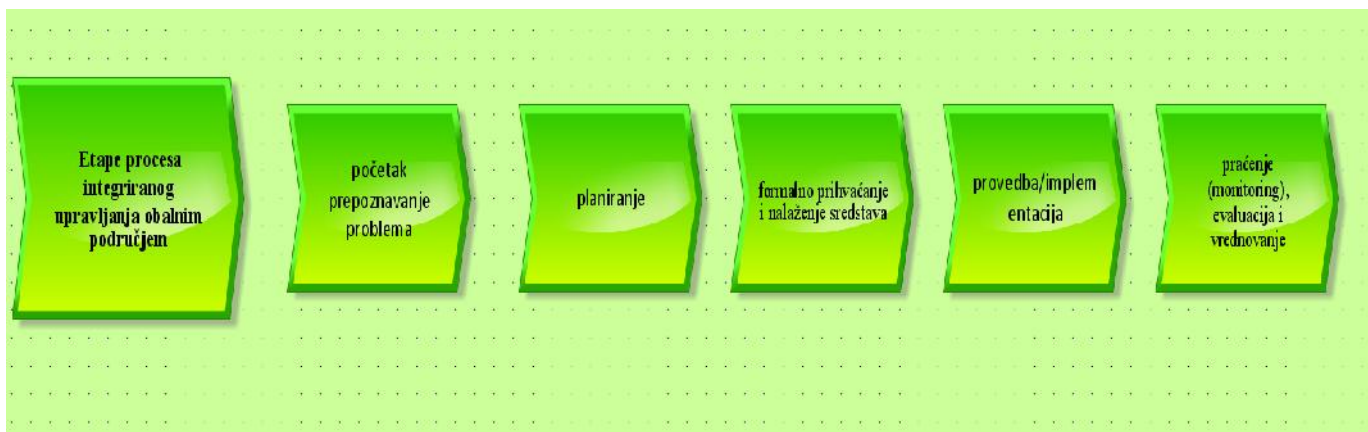 Etape procesa
integriranog
upravljanja obalnim
područjem
početak
prepoznavanje
problema
planiranje
formalno prihvaćanje
i nalaženje sredstava
provedba/implem
entacija
praćenje
(monitoring),
evaluacija i
vrednovanje